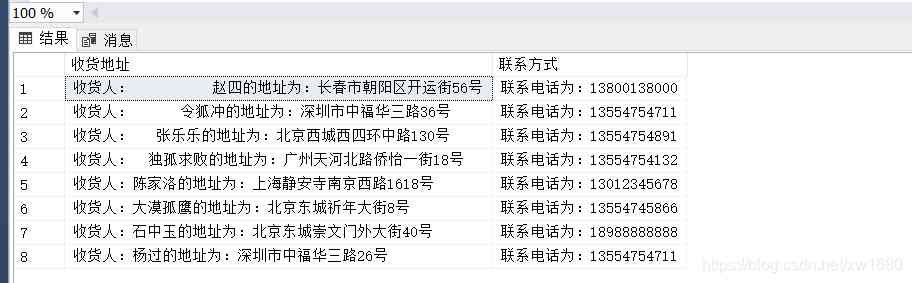 100 %
结果 消息
收货地址 联系方式
1 收货人： 赵四的地址为：长春市朝阳区开运街56号 联系电话为：13800138000
2 收货人： 令狐冲的地址为：深圳市中福华三路36号 联系电话为：13554754711
3 收货人： 张乐乐的地址为：北京西城西四环中路130号 联系电话为：13554754891
4 收货人： 独孤求败的地址为：广州天河北路侨怡一街18号 联系电话为：13554754132
5 收货人：陈家洛的地址为：上海静安寺南京西路1618号 联系电话为：13012345678
6 收货人：大漠孤鹰的地址为：北京东城祈年大街8号 联系电话为：13554745866
7 收货人：石中玉的地址为：北京东城崇文门外大街40号 联系电话为：18988888888
8 收货人：杨过的地址为：深圳市中福华三路26号 联系电话为：13554754711
https://blog.csdn.net/zw1680